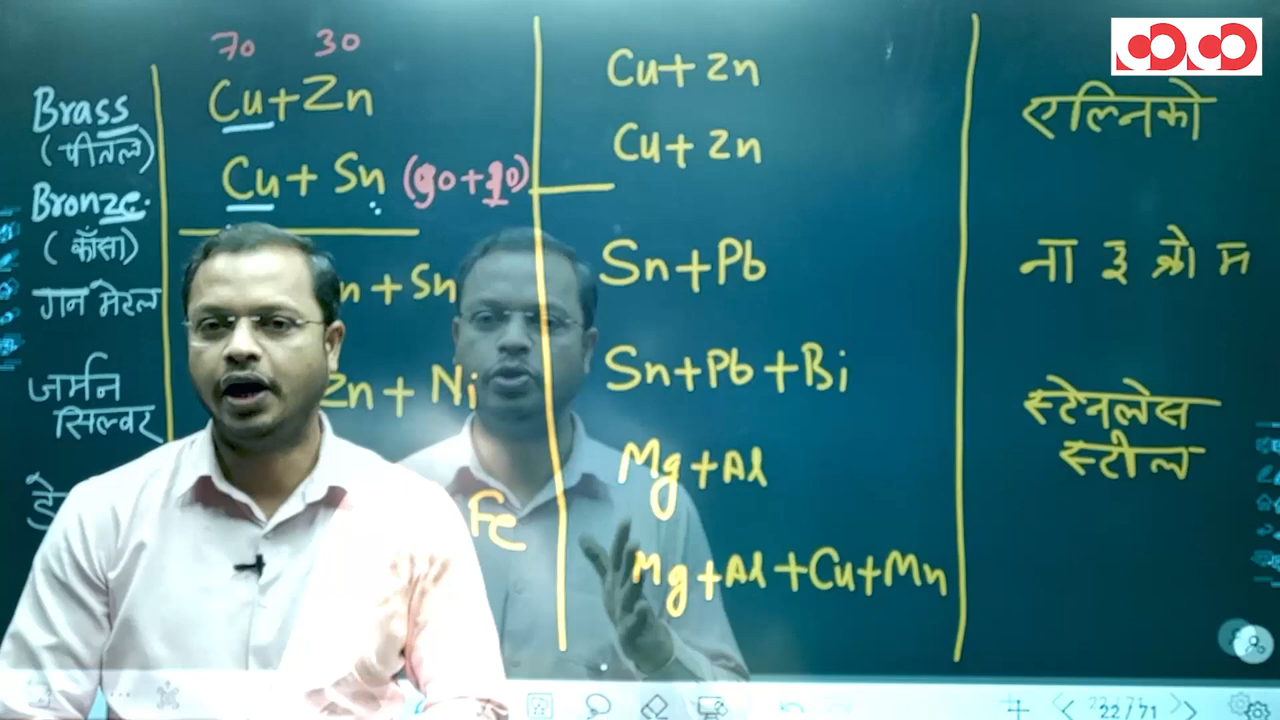 70 30
Brass
(पीतल)
Cu+Zn
Bronze.
(काँसा)
Cu + Sn (90+10)
गन मेटल
n + Sn
जर्मन
सिल्वर
Zn + Ni
Fe
Cu+Zn
Cu+Zn
Sn+Pb
Sn+Pb+Bi
Mg+Al
Mg+Al+Cu+Mn
एल्निको
नाइक्रोम
स्टेनलेस
स्टील
22/71